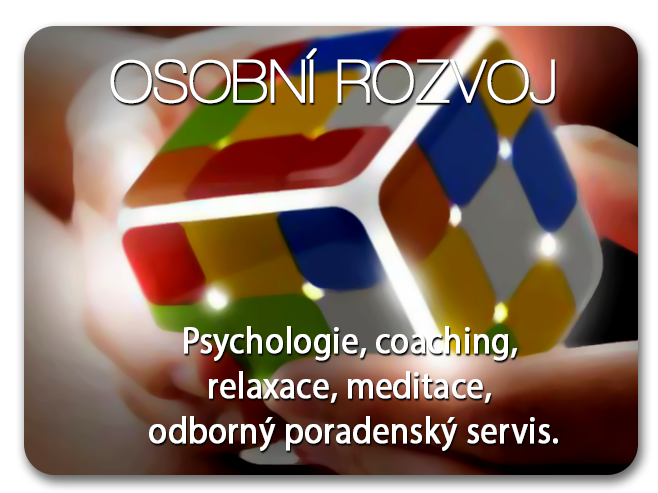 OSOBNÍ ROZVOJ
Psychologie, coaching,
relaxace, meditace,
odborný poradenský servis.